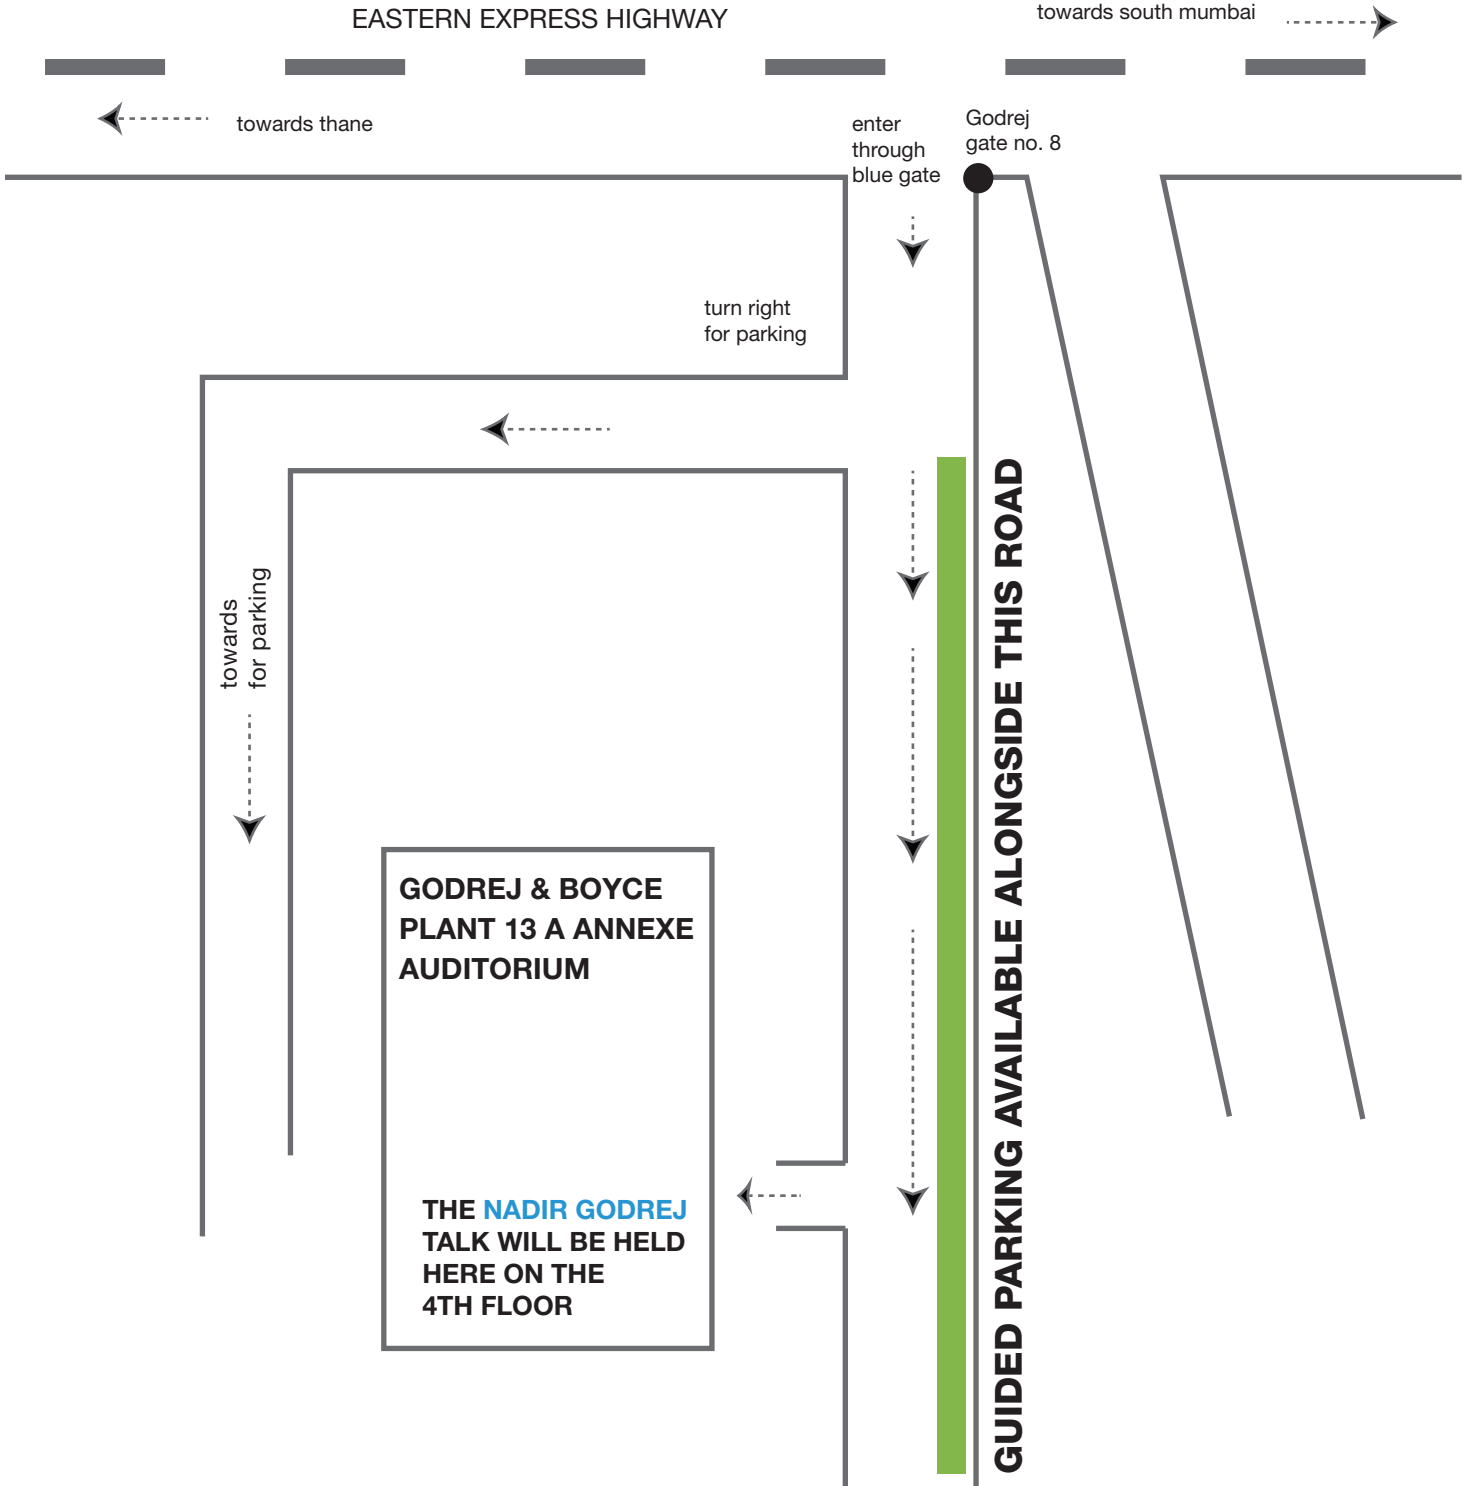 EASTERN EXPRESS HIGHWAY
towards south mumbai
towards thane
enter
through
blue gate
Godrej
gate no. 8
turn right
for parking
towards
for parking
GUIDED PARKING AVAILABLE ALONGSIDE THIS ROAD
GODREJ & BOYCE
PLANT 13 A ANNEXE
AUDITORIUM
THE NADIR GODREJ
TALK WILL BE HELD
HERE ON THE
4TH FLOOR